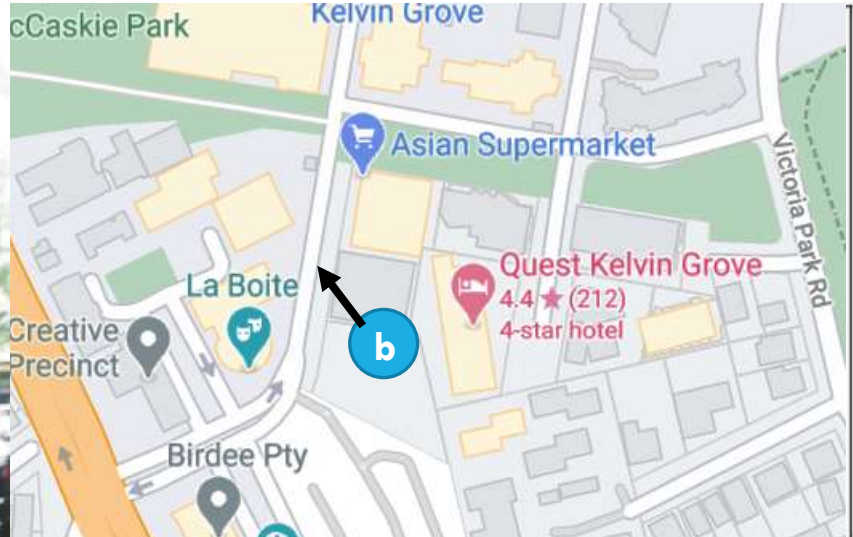 cCaskie Park
Kelvin Grove
Asian Supermarket
Victoria Park Rd
La Boite
Quest Kelvin Grove
4.4 ★ (212)
4-star hotel
b
Creative
Precinct
Birdee Pty